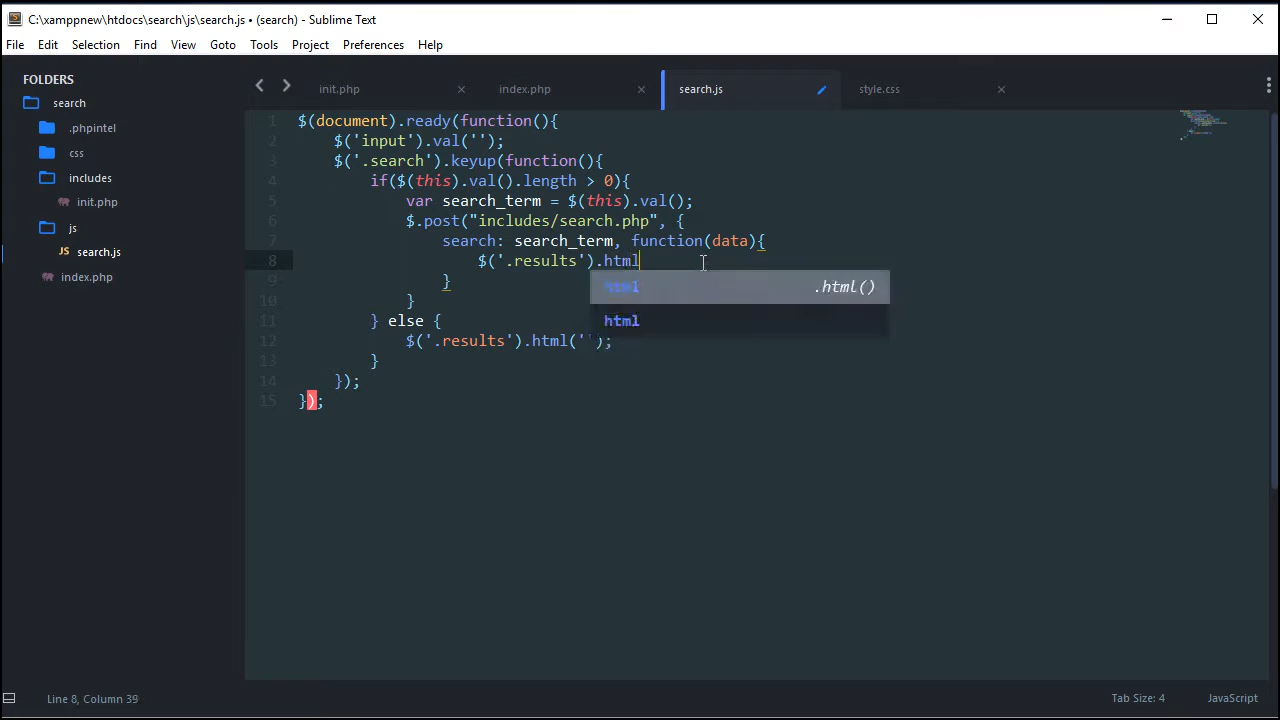 C:\xamppnew\htdocs\search\js\search.js • (search) - Sublime Text
File Edit Selection Find View Goto Tools Project Preferences Help
FOLDERS
search
.phpintel
css
includes
init.php
js
JS search.js
index.php
init.php index.php search.js style.css
1 $(document).ready(function(){
2 $('input').val('');
3 $('.search').keyup(function(){
4 if($(this).val().length > 0){
5 var search_term = $(this).val();
6 $.post("includes/search.php", {
7 search: search_term, function(data){
8 $('.results').html
9 }
10 }
11 } else {
12 $('.results').html('');
13 }
14 });
15 });
html .html()
html
Line 8, Column 39
Tab Size: 4
JavaScript